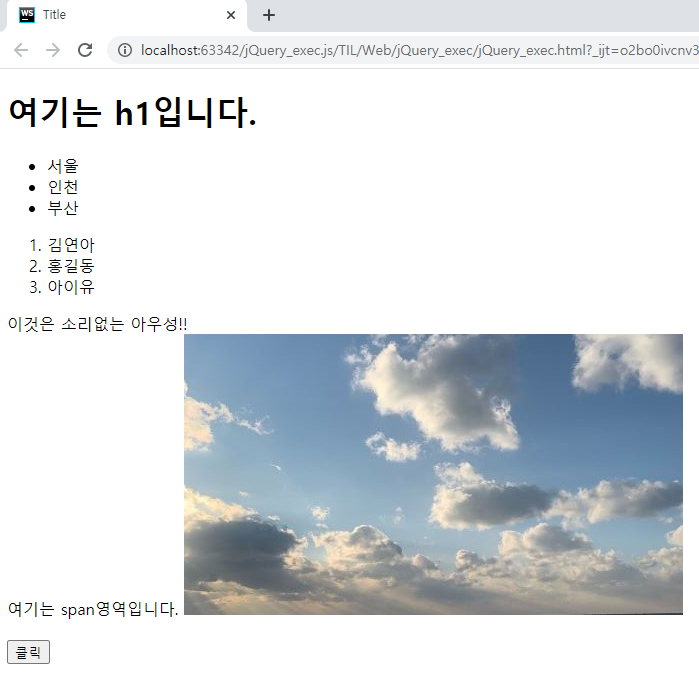 WS Title
localhost:63342/jQuery_exec.js/TIL/Web/jQuery_exec/jQuery_exec.html?_ijt=o2bo0ivcnv3
여기는 h1입니다.
• 서울
• 인천
• 부산
1. 김연아
2. 홍길동
3. 아이유
이것은 소리없는 아우성!!
여기는 span영역입니다.
클릭